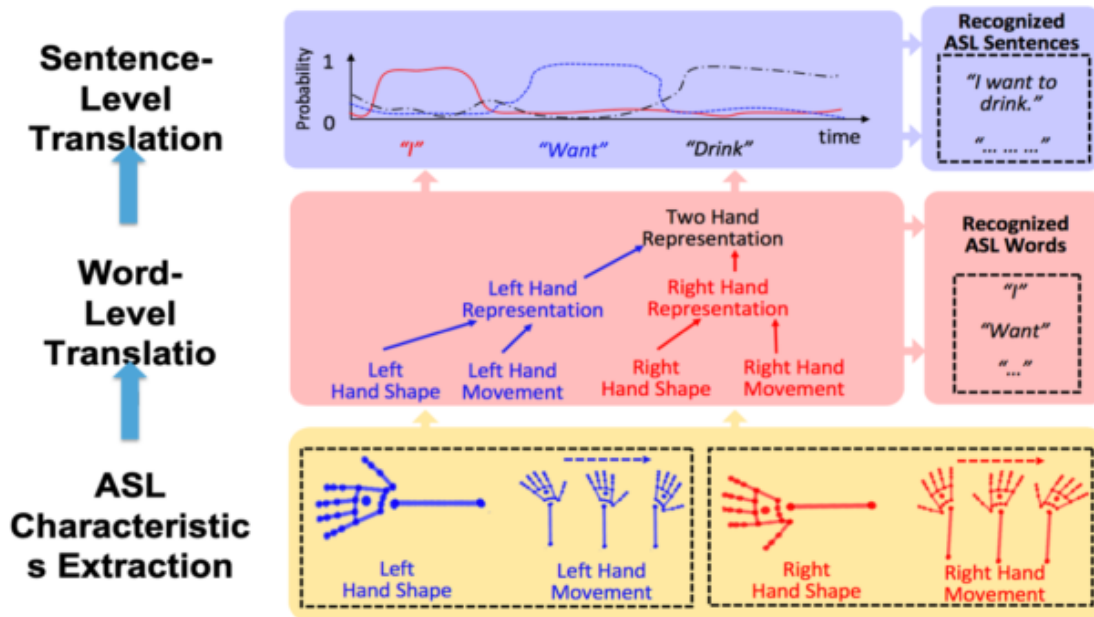 Sentence-
Level
Translation
Probability
1
0
time
“I”
“Want”
“Drink”
Recognized
ASL Sentences
“I want to
drink.”
“... ... ...”
Word-
Level
Translatio
Two Hand
Representation
Left Hand
Representation
Right Hand
Representation
Left
Hand Shape
Left Hand
Movement
Right
Hand Shape
Right Hand
Movement
Recognized
ASL Words
“I”
“Want”
“...”
ASL
Characteristic
s Extraction
Left
Hand Shape
Left Hand
Movement
Right
Hand Shape
Right Hand
Movement